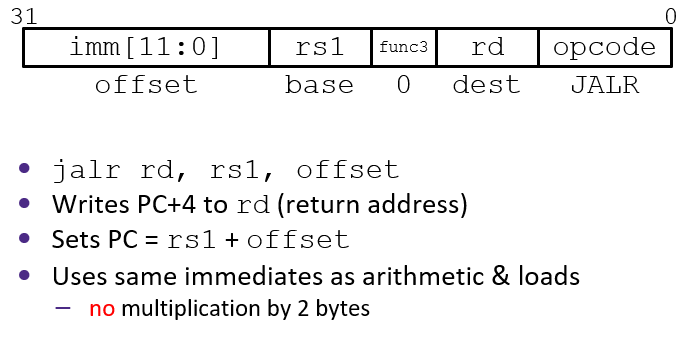 31 0
imm[11:0] rs1 func3 rd opcode
offset base 0 dest JALR
• jalr rd, rs1, offset
• Writes PC+4 to rd (return address)
• Sets PC = rs1 + offset
• Uses same immediates as arithmetic & loads
– no multiplication by 2 bytes